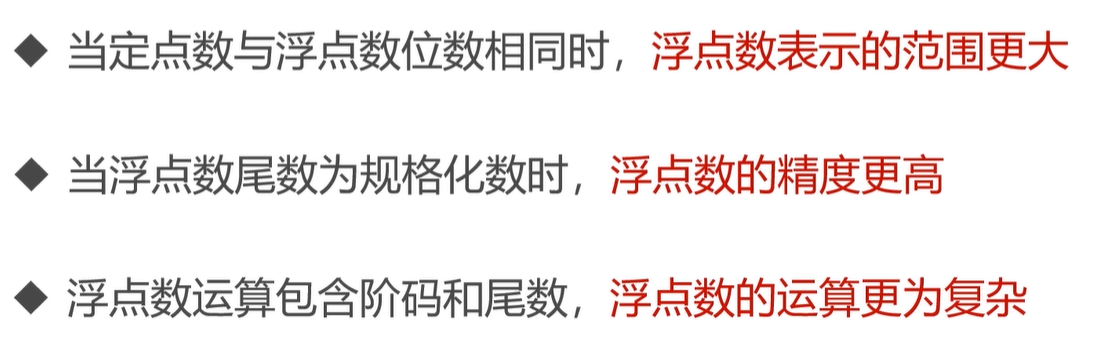 ◆ 当定点数与浮点数位数相同时，浮点数表示的范围更大
◆ 当浮点数尾数为规格化数时，浮点数的精度更高
◆ 浮点数运算包含阶码和尾数，浮点数的运算更为复杂